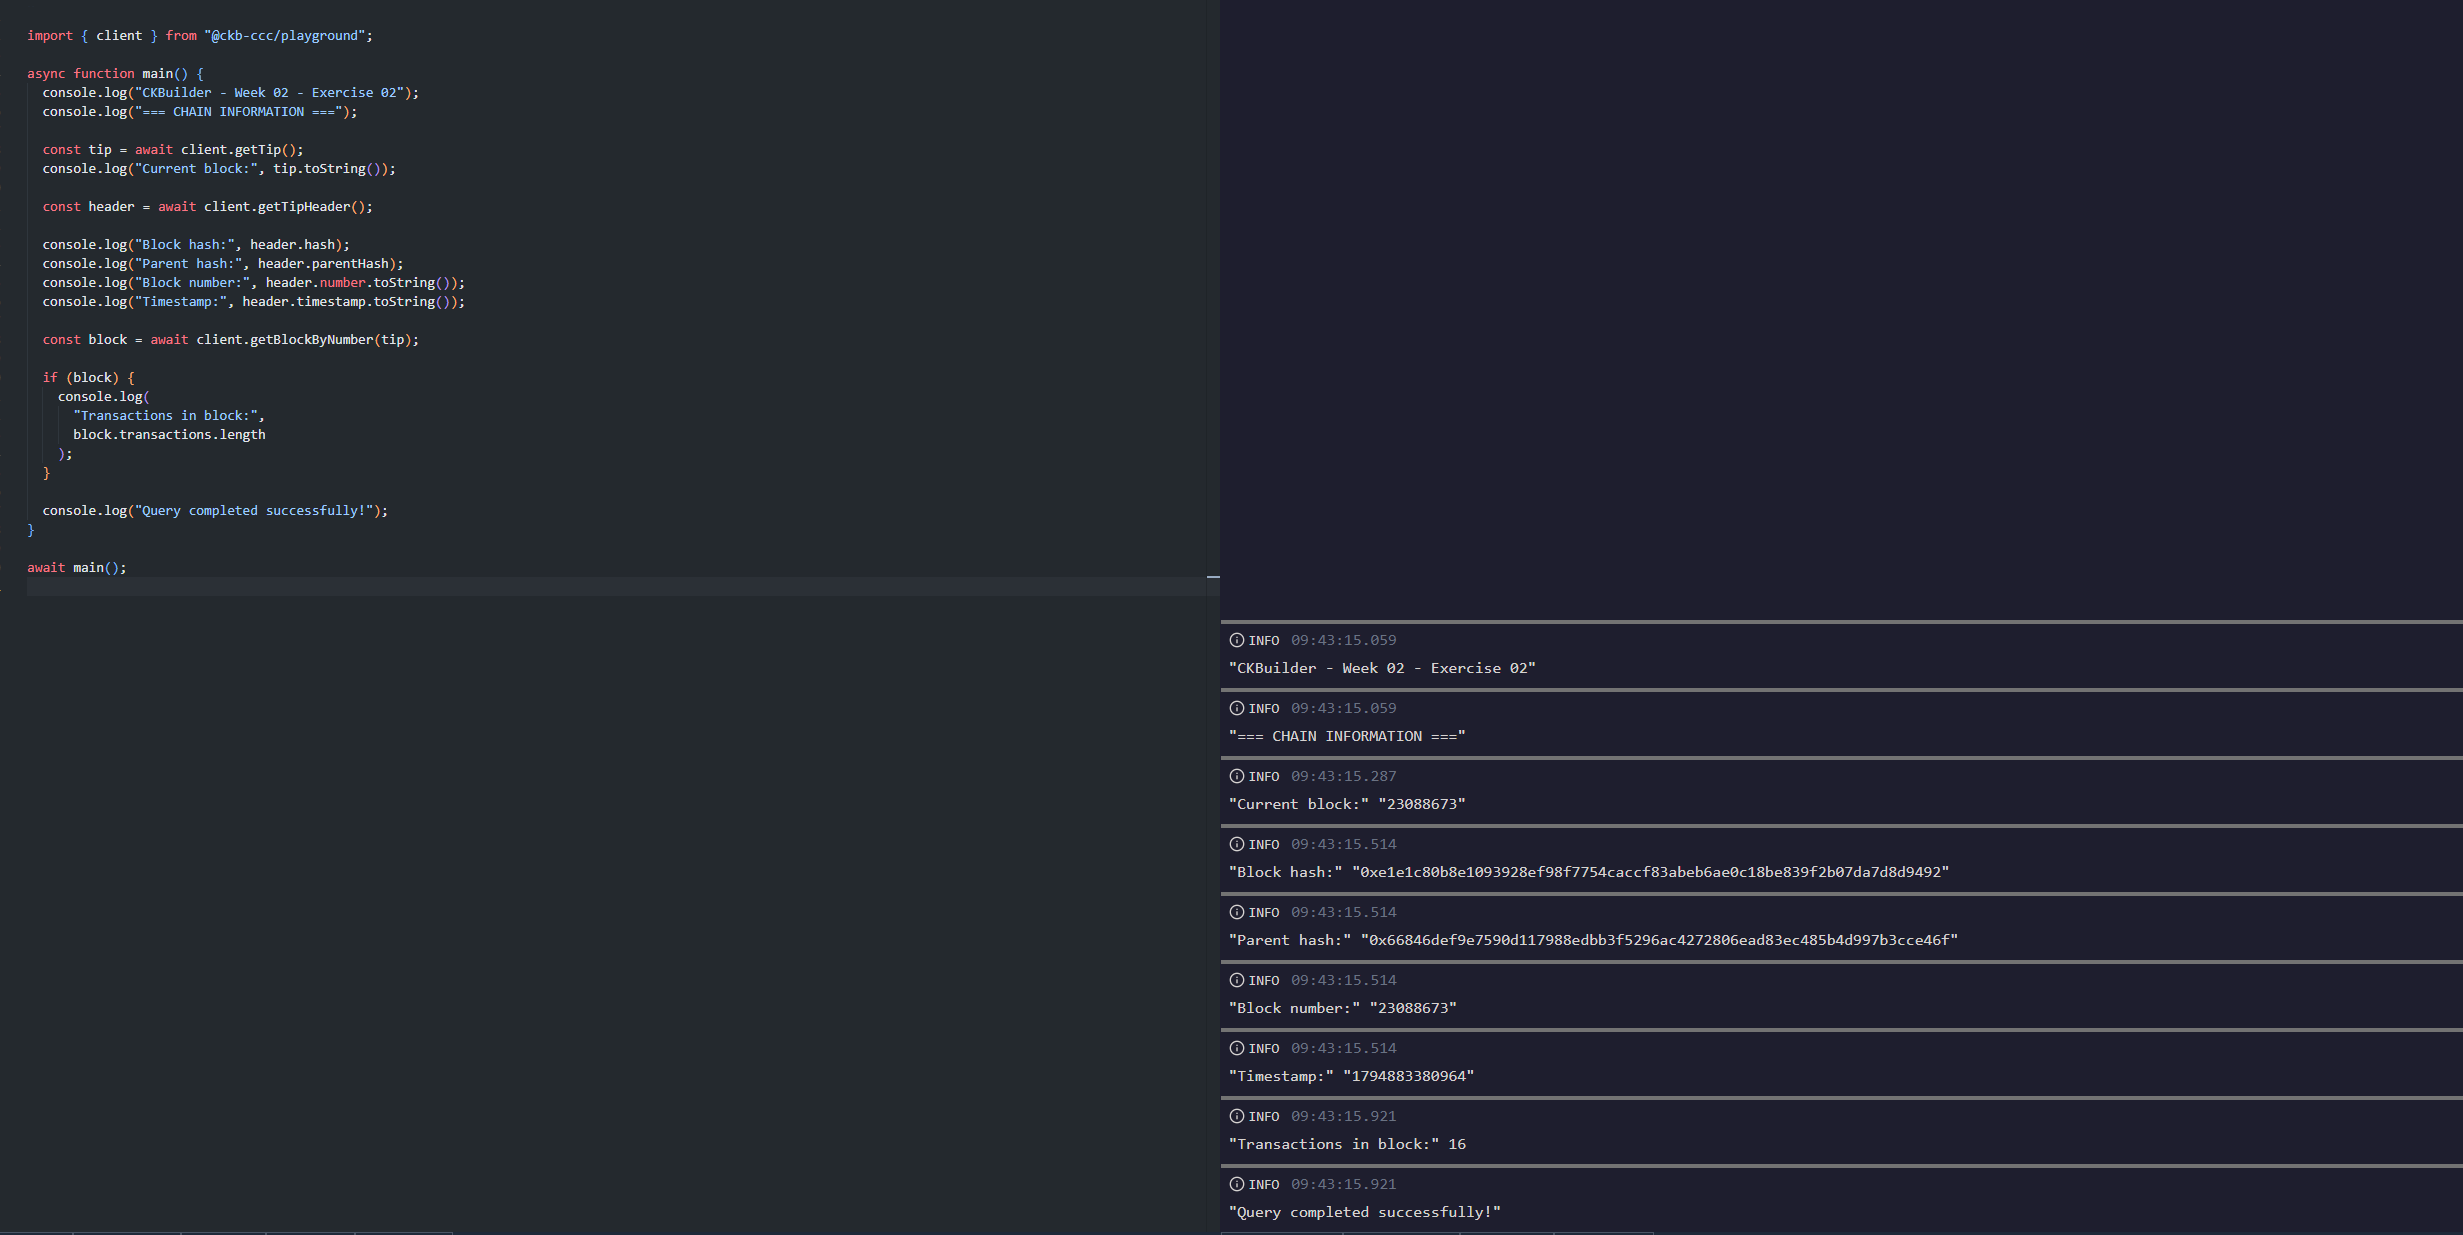 import { client } from "@ckb-ccc/playground";
async function main() {
console.log("CKBuilder - Week 02 - Exercise 02");
console.log("=== CHAIN INFORMATION ===");
const tip = await client.getTip();
console.log("Current block:", tip.toString());
const header = await client.getTipHeader();
console.log("Block hash:", header.hash);
console.log("Parent hash:", header.parentHash);
console.log("Block number:", header.number.toString());
console.log("Timestamp:", header.timestamp.toString());
const block = await client.getBlockByNumber(tip);
if (block) {
console.log(
"Transactions in block:",
block.transactions.length
);
}
console.log("Query completed successfully!");
}
await main();
INFO 09:43:15.059
"CKBuilder - Week 02 - Exercise 02"
INFO 09:43:15.059
"=== CHAIN INFORMATION ==="
INFO 09:43:15.287
"Current block:" "23088673"
INFO 09:43:15.514
"Block hash:" "0xe1e1c80b8e1093928ef98f7754caccf83abeb6ae0c18be839f2b07da7d8d9492"
INFO 09:43:15.514
"Parent hash:" "0x66846def9e7590d117988edbb3f5296ac4272806ead83ec485b4d997b3cce46f"
INFO 09:43:15.514
"Block number:" "23088673"
INFO 09:43:15.514
"Timestamp:" "1794883380964"
INFO 09:43:15.921
"Transactions in block:" 16
INFO 09:43:15.921
"Query completed successfully!"